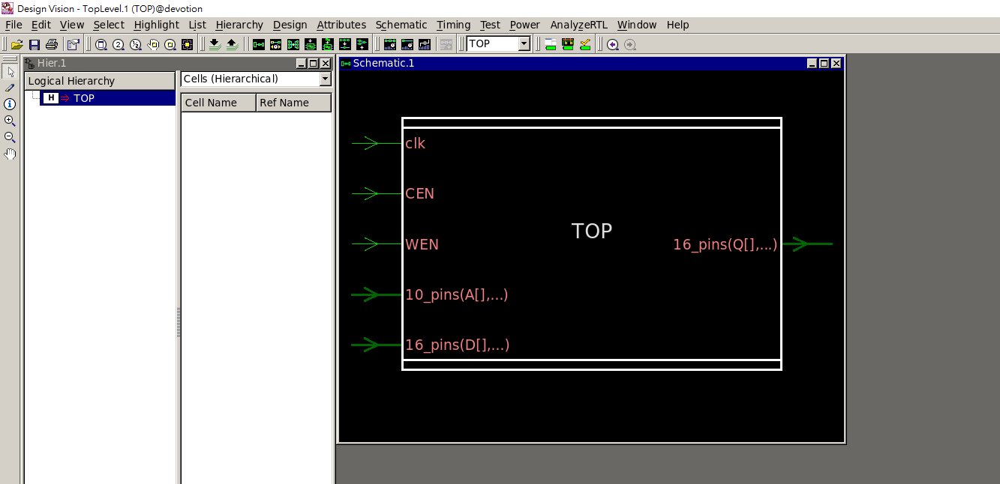 Design Vision - TopLevel.1 (TOP)@devotion
File Edit View Select Highlight List Hierarchy Design Attributes Schematic Timing Test Power AnalyzeRTL Window Help
TOP
Hier.1
Logical Hierarchy
H TOP
Cells (Hierarchical)
Cell Name Ref Name
Schematic.1
clk
CEN
WEN
10_pins(A[],...)
16_pins(D[],...)
TOP
16_pins(Q[],...)